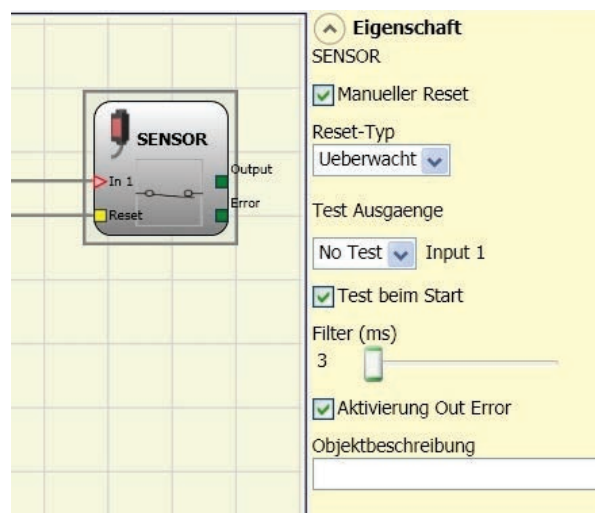 SENSOR
In 1
Output
Reset
Error
Eigenschaft
SENSOR
Manueller Reset
Reset-Typ
Ueberwacht
Test Ausgaenge
No Test Input 1
Test beim Start
Filter (ms)
3
Aktivierung Out Error
Objektbeschreibung